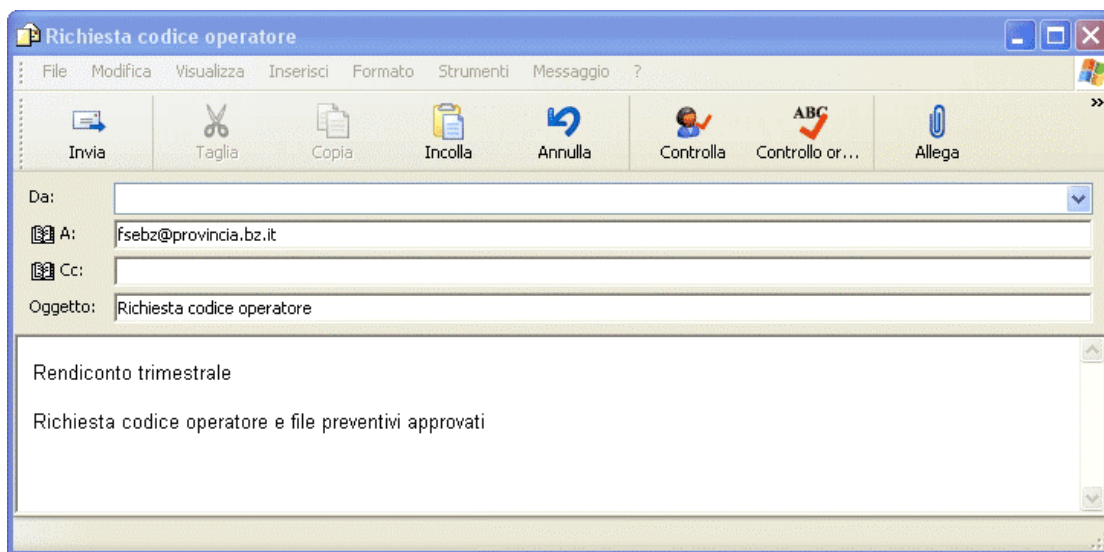 Richiesta codice operatore
File Modifica Visualizza Inserisci Formato Strumenti Messaggio ?
Invia Taglia Copia Incolla Annulla Controlla ABC Controllo or... Allega »
Da:
A: fsebz@provincia.bz.it
Cc:
Oggetto: Richiesta codice operatore
Rendiconto trimestrale
Richiesta codice operatore e file preventivi approvati